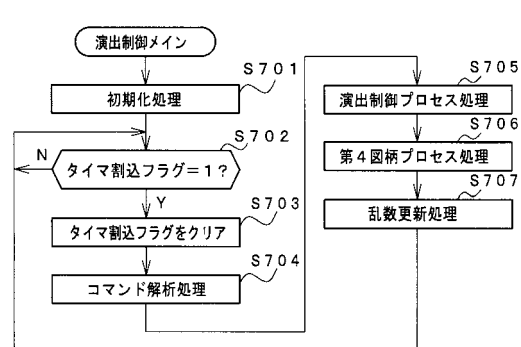 演出制御メイン
S701
初期化処理
S702
タイマ割込フラグ=1?
N
Y
S703
タイマ割込フラグをクリア
S704
コマンド解析処理
S705
演出制御プロセス処理
S706
第4図柄プロセス処理
S707
乱数更新処理